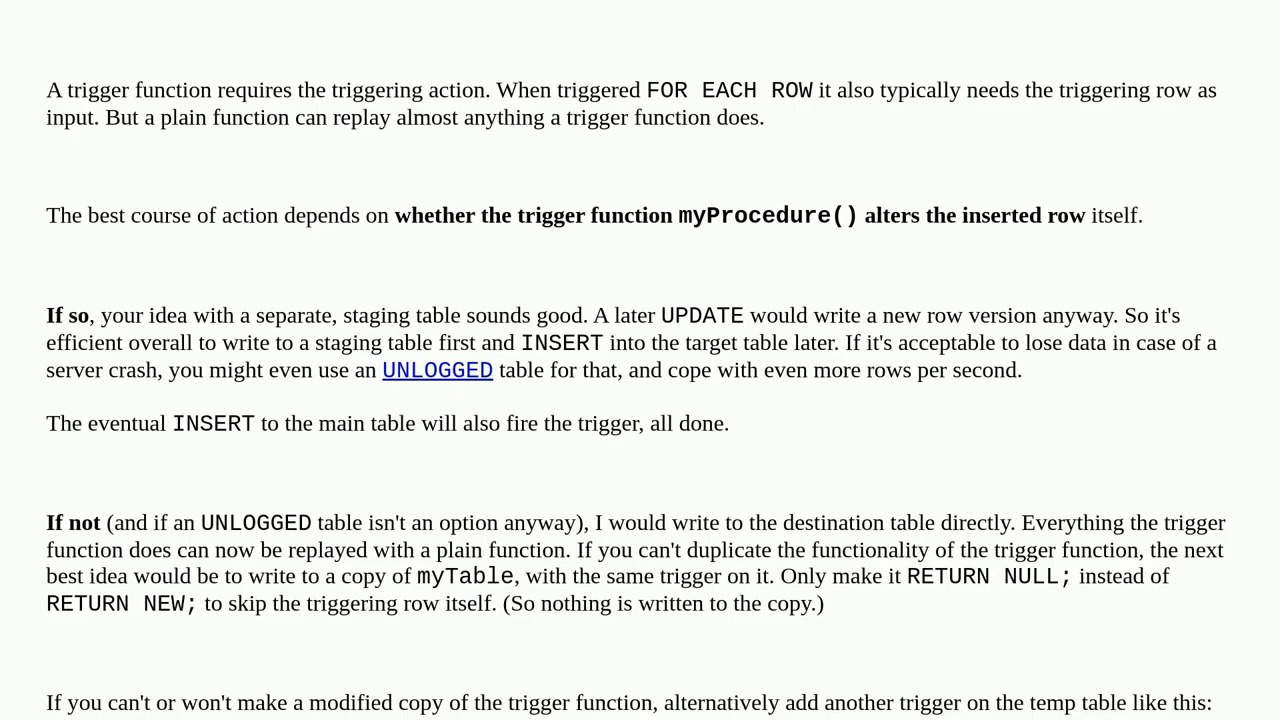 A trigger function requires the triggering action. When triggered FOR EACH ROW it also typically needs the triggering row as
input. But a plain function can replay almost anything a trigger function does.
The best course of action depends on whether the trigger function myProcedure() alters the inserted row itself.
If so, your idea with a separate, staging table sounds good. A later UPDATE would write a new row version anyway. So it's
efficient overall to write to a staging table first and INSERT into the target table later. If it's acceptable to lose data in case of a
server crash, you might even use an UNLOGGED table for that, and cope with even more rows per second.
The eventual INSERT to the main table will also fire the trigger, all done.
If not (and if an UNLOGGED table isn't an option anyway), I would write to the destination table directly. Everything the trigger
function does can now be replayed with a plain function. If you can't duplicate the functionality of the trigger function, the next
best idea would be to write to a copy of myTable, with the same trigger on it. Only make it RETURN NULL; instead of
RETURN NEW; to skip the triggering row itself. (So nothing is written to the copy.)
If you can't or won't make a modified copy of the trigger function, alternatively add another trigger on the temp table like this: